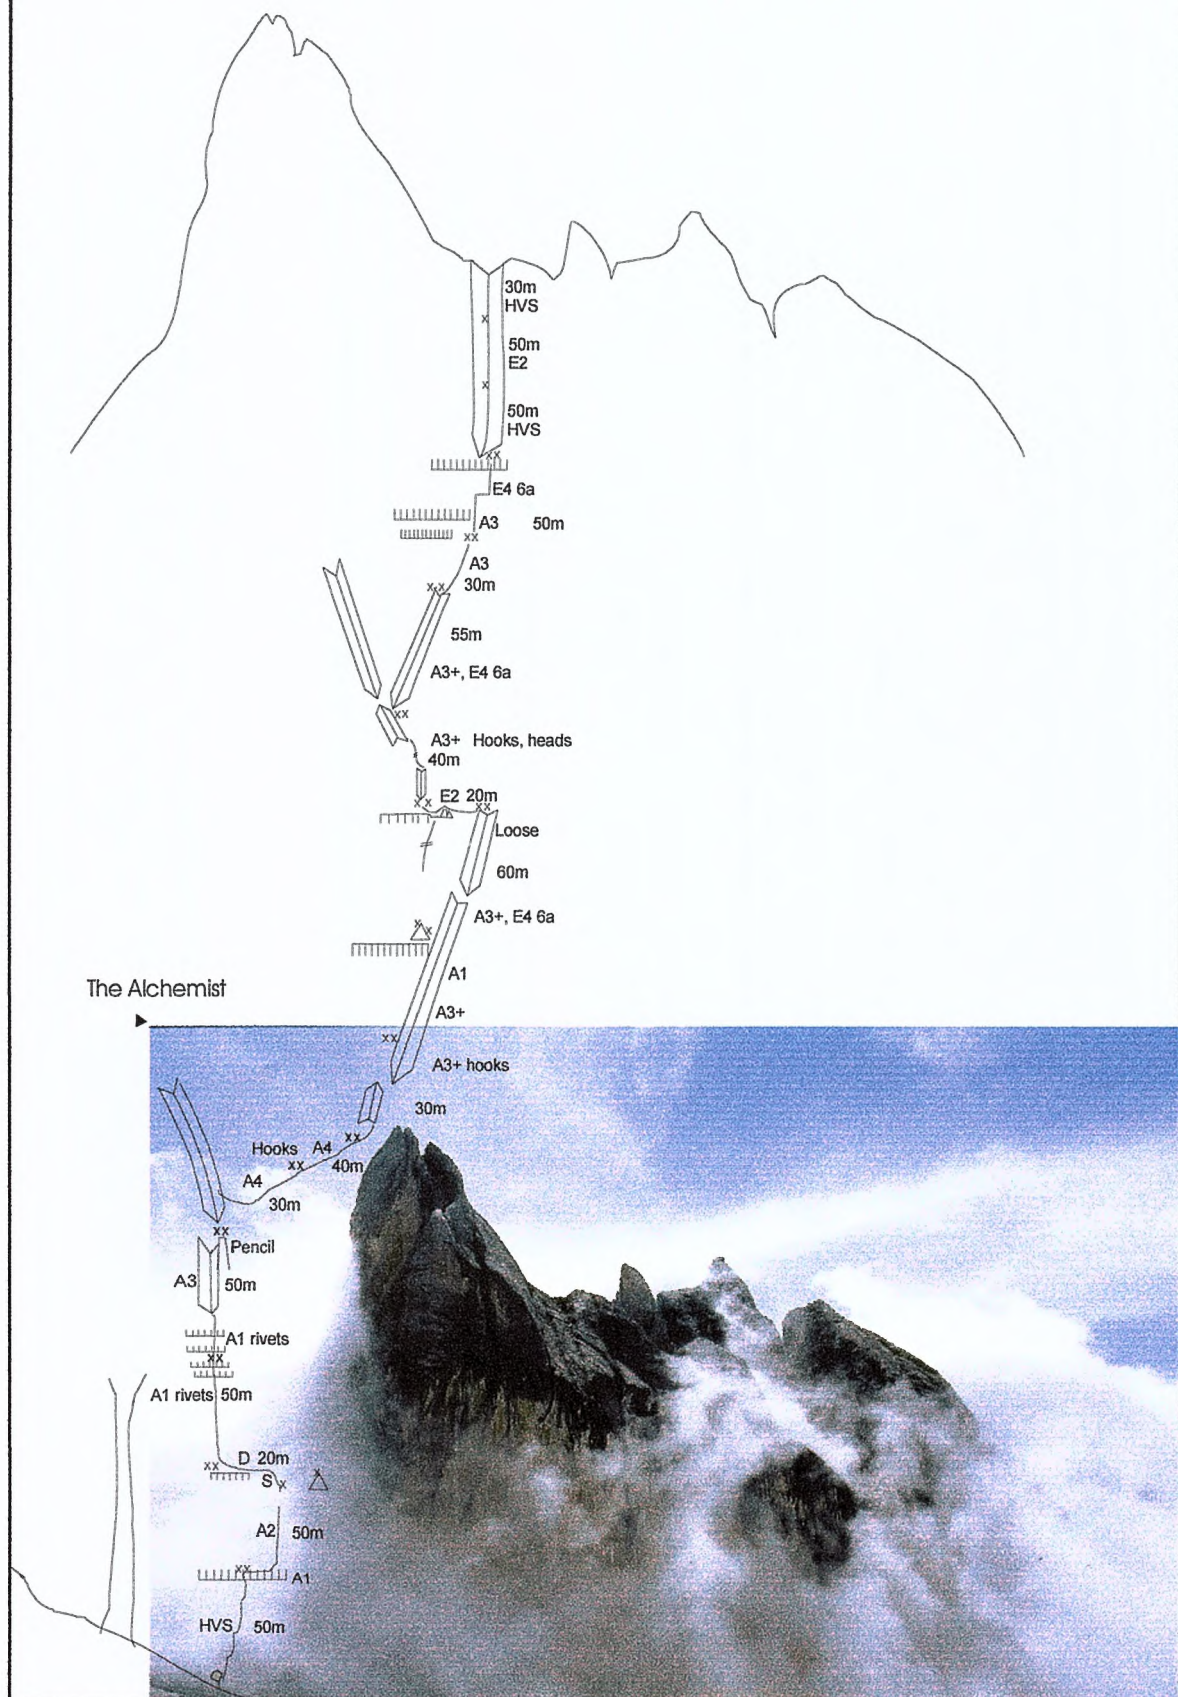 30m
HVS
50m
E2
50m
HVS
E4 6a
A3 50m
A3
30m
55m
A3+, E4 6a
A3+ Hooks, heads
40m
E2 20m
Loose
60m
A3+, E4 6a
A1
The Alchemist
A3+
A3+ hooks
30m
Hooks A4
40m
A4
30m
Pencil
A3 50m
A1 rivets
A1 rivets 50m
D 20m
S
A2 50m
A1
HVS 50m